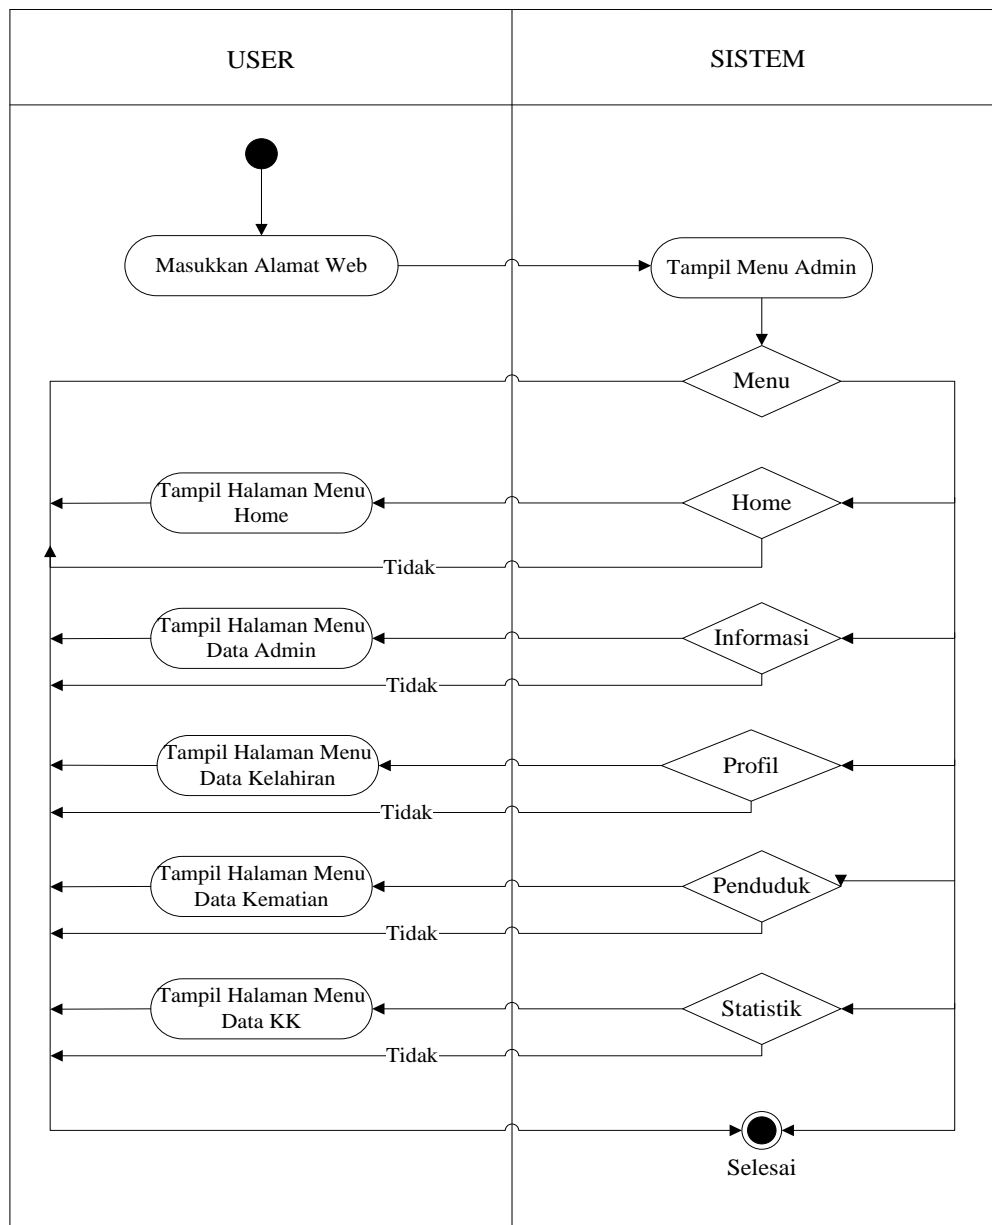 USER
SISTEM
Masukkan Alamat Web
Tampil Menu Admin
Menu
Tampil Halaman Menu
Home
Home
Tidak
Tampil Halaman Menu
Data Admin
Informasi
Tidak
Tampil Halaman Menu
Data Kelahiran
Profil
Tidak
Tampil Halaman Menu
Data Kematian
Penduduk
Tidak
Tampil Halaman Menu
Data KK
Statistik
Tidak
Selesai